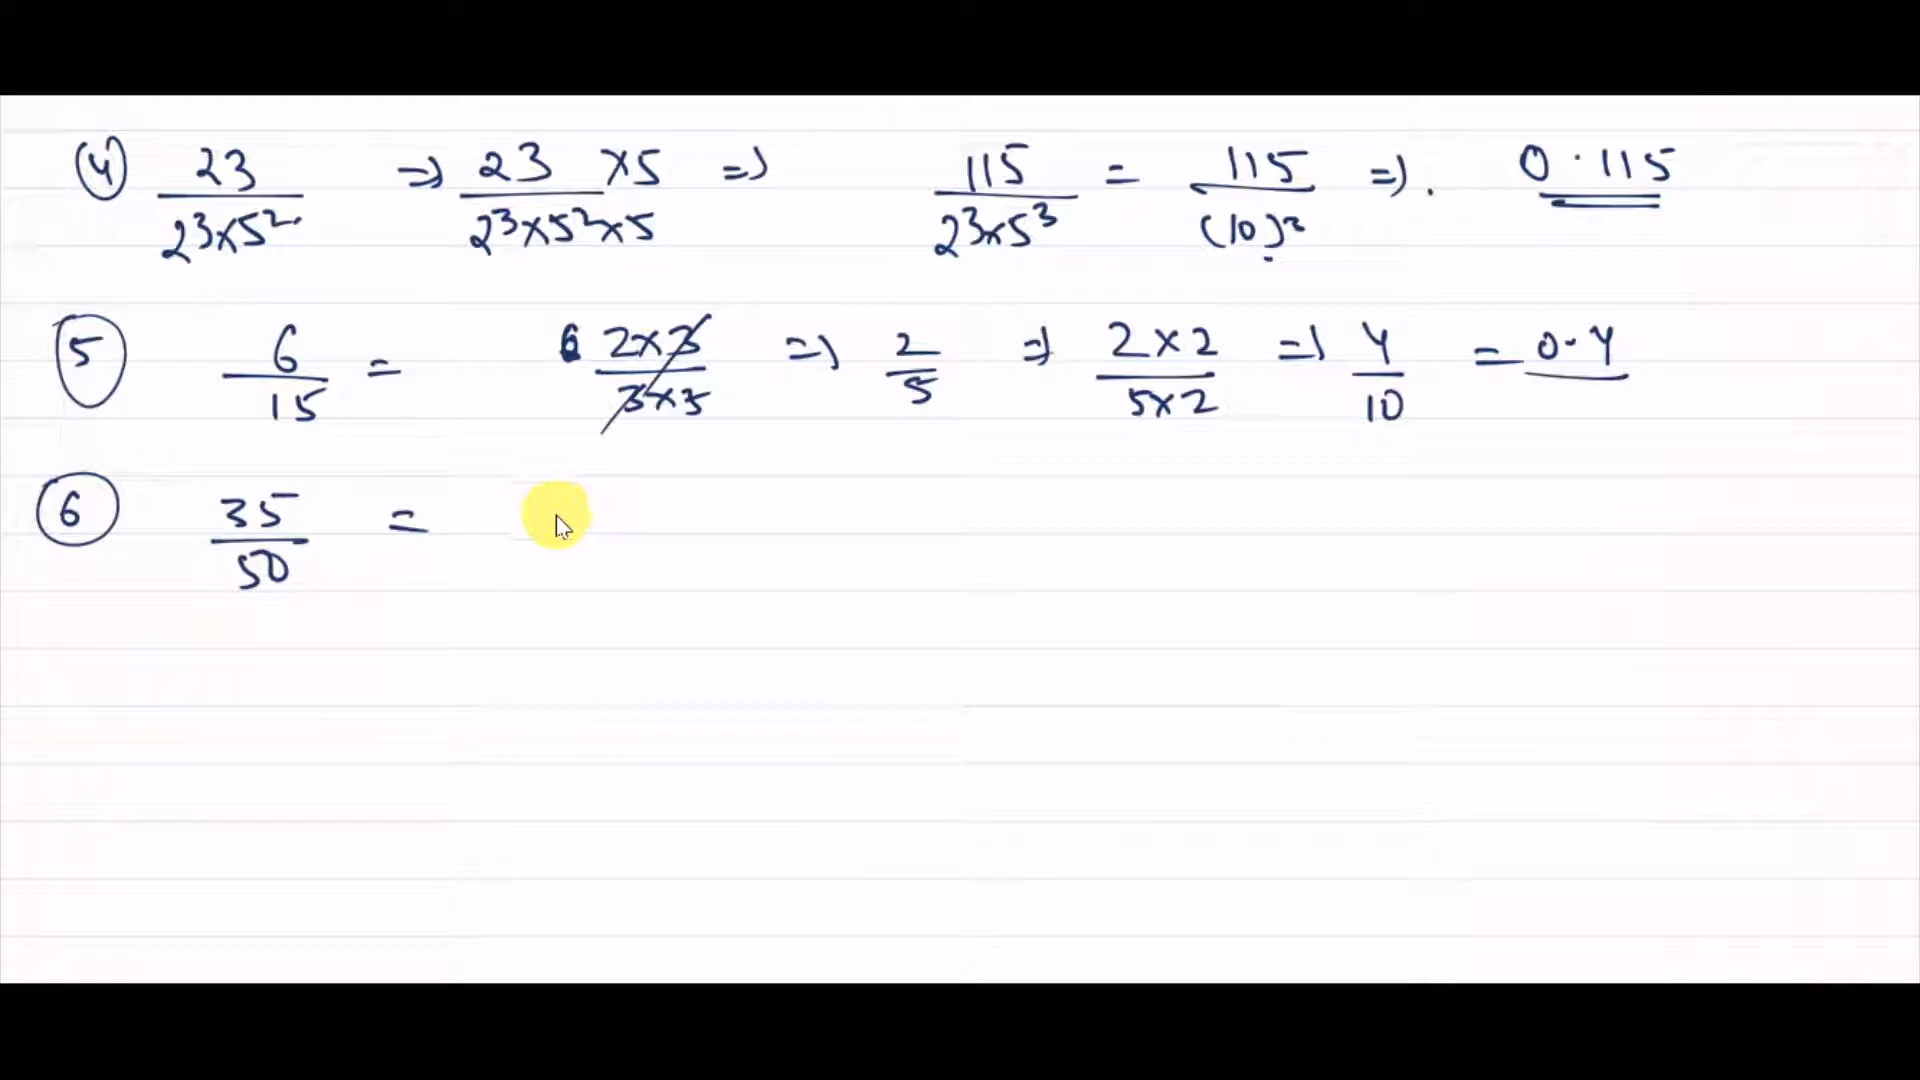 ④ 23/(2³×5²) ⇒ (23 ×5)/(2³×5²×5) ⇒ 115/(2³×5³) = 115/(10)³ ⇒ . 0.115
⑤ 6/15 = 6 (2×3)/(3×5) ⇒ 2/5 ⇒ (2×2)/(5×2) ⇒ 4/10 = 0.4
⑥ 35/50 =